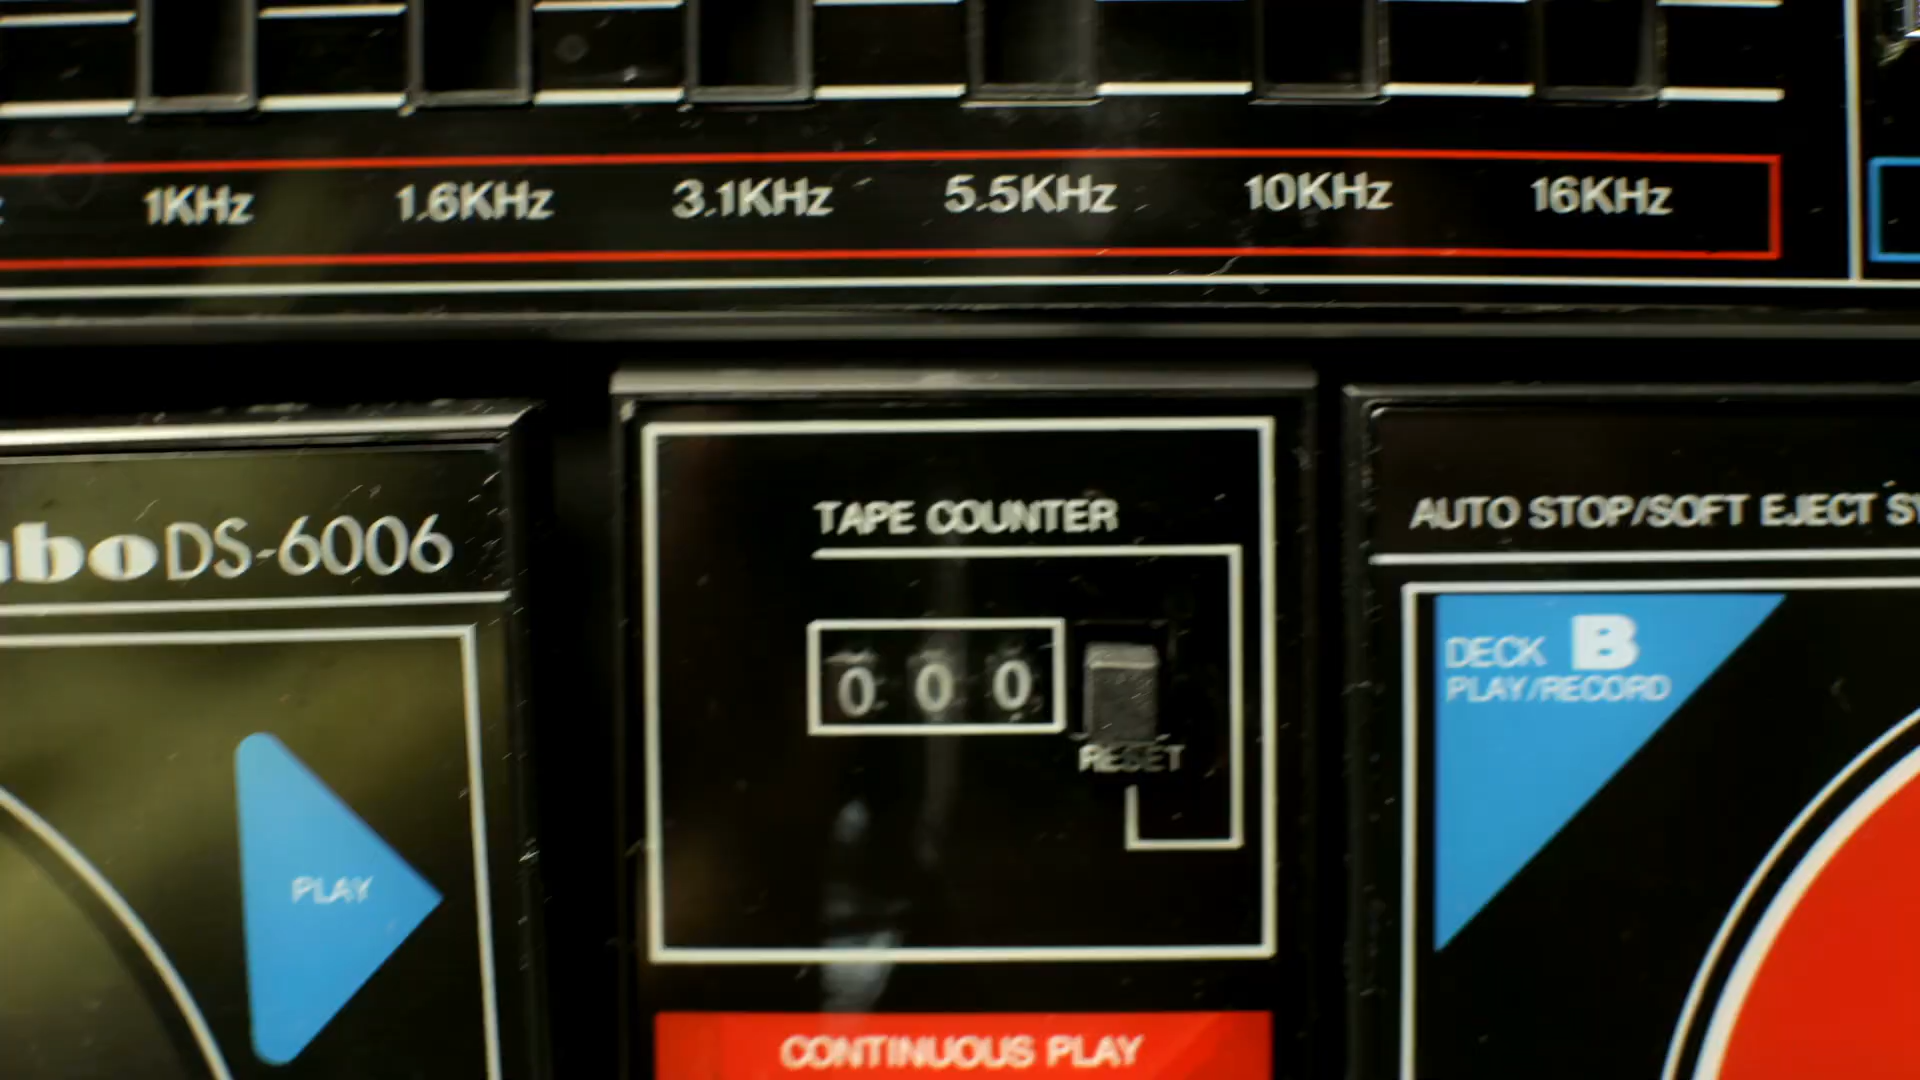 1KHz 1.6KHz 3.1KHz 5.5KHz 10KHz 16KHz
DS-6006
TAPE COUNTER
000
RESET
AUTO STOP/SOFT EJECT
DECK B
PLAY/RECORD
PLAY
CONTINUOUS PLAY